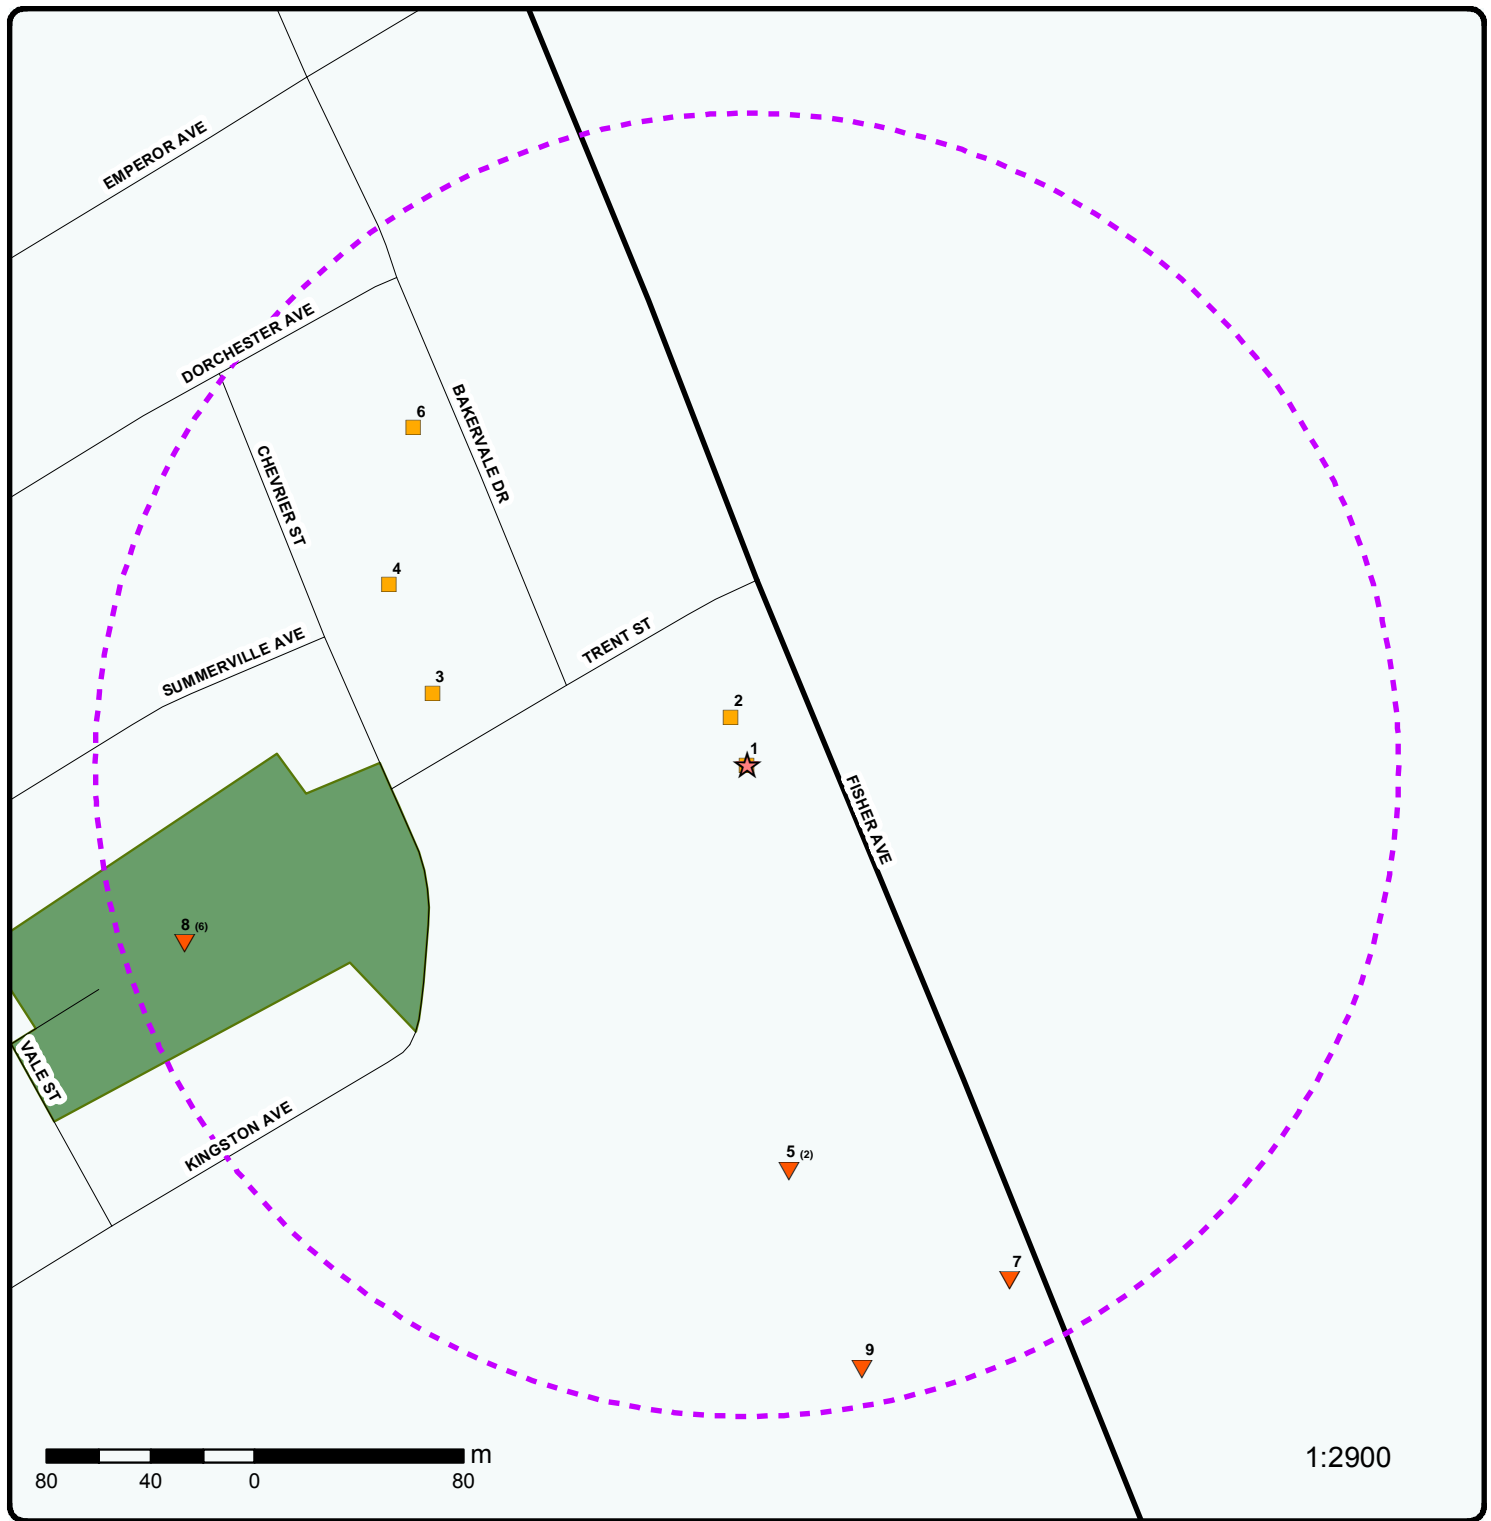 EMPEROR AVE
DORCHESTER AVE
BAKERVALE DR
6
CHEVRIER ST
4
SUMMERVILLE AVE
TRENT ST
3
2
1
FISHER AVE
8 (6)
VALE ST
KINGSTON AVE
5 (2)
7
9
m
80 40 0 80
1:2900